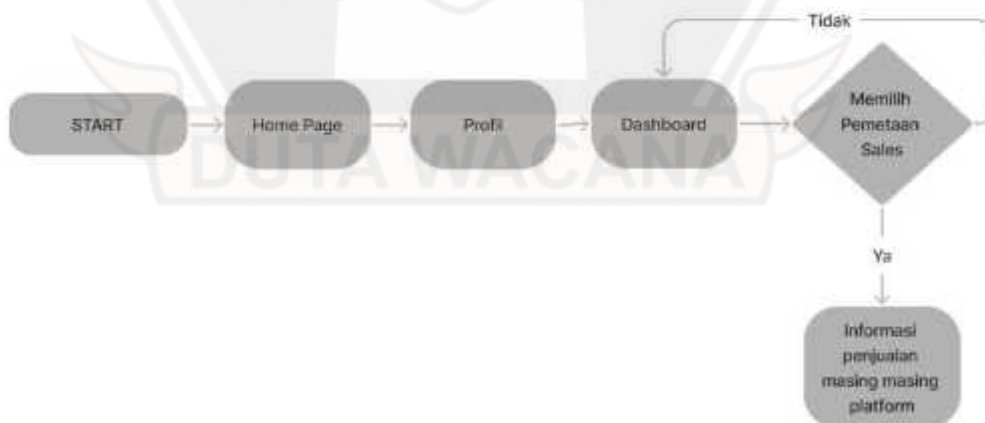 Tidak
START
Home Page
Profil
Dashboard
Memilih
Pemetaan
Sales
DUTA WACANA
Ya
Informasi
penjualan
masing masing
platform